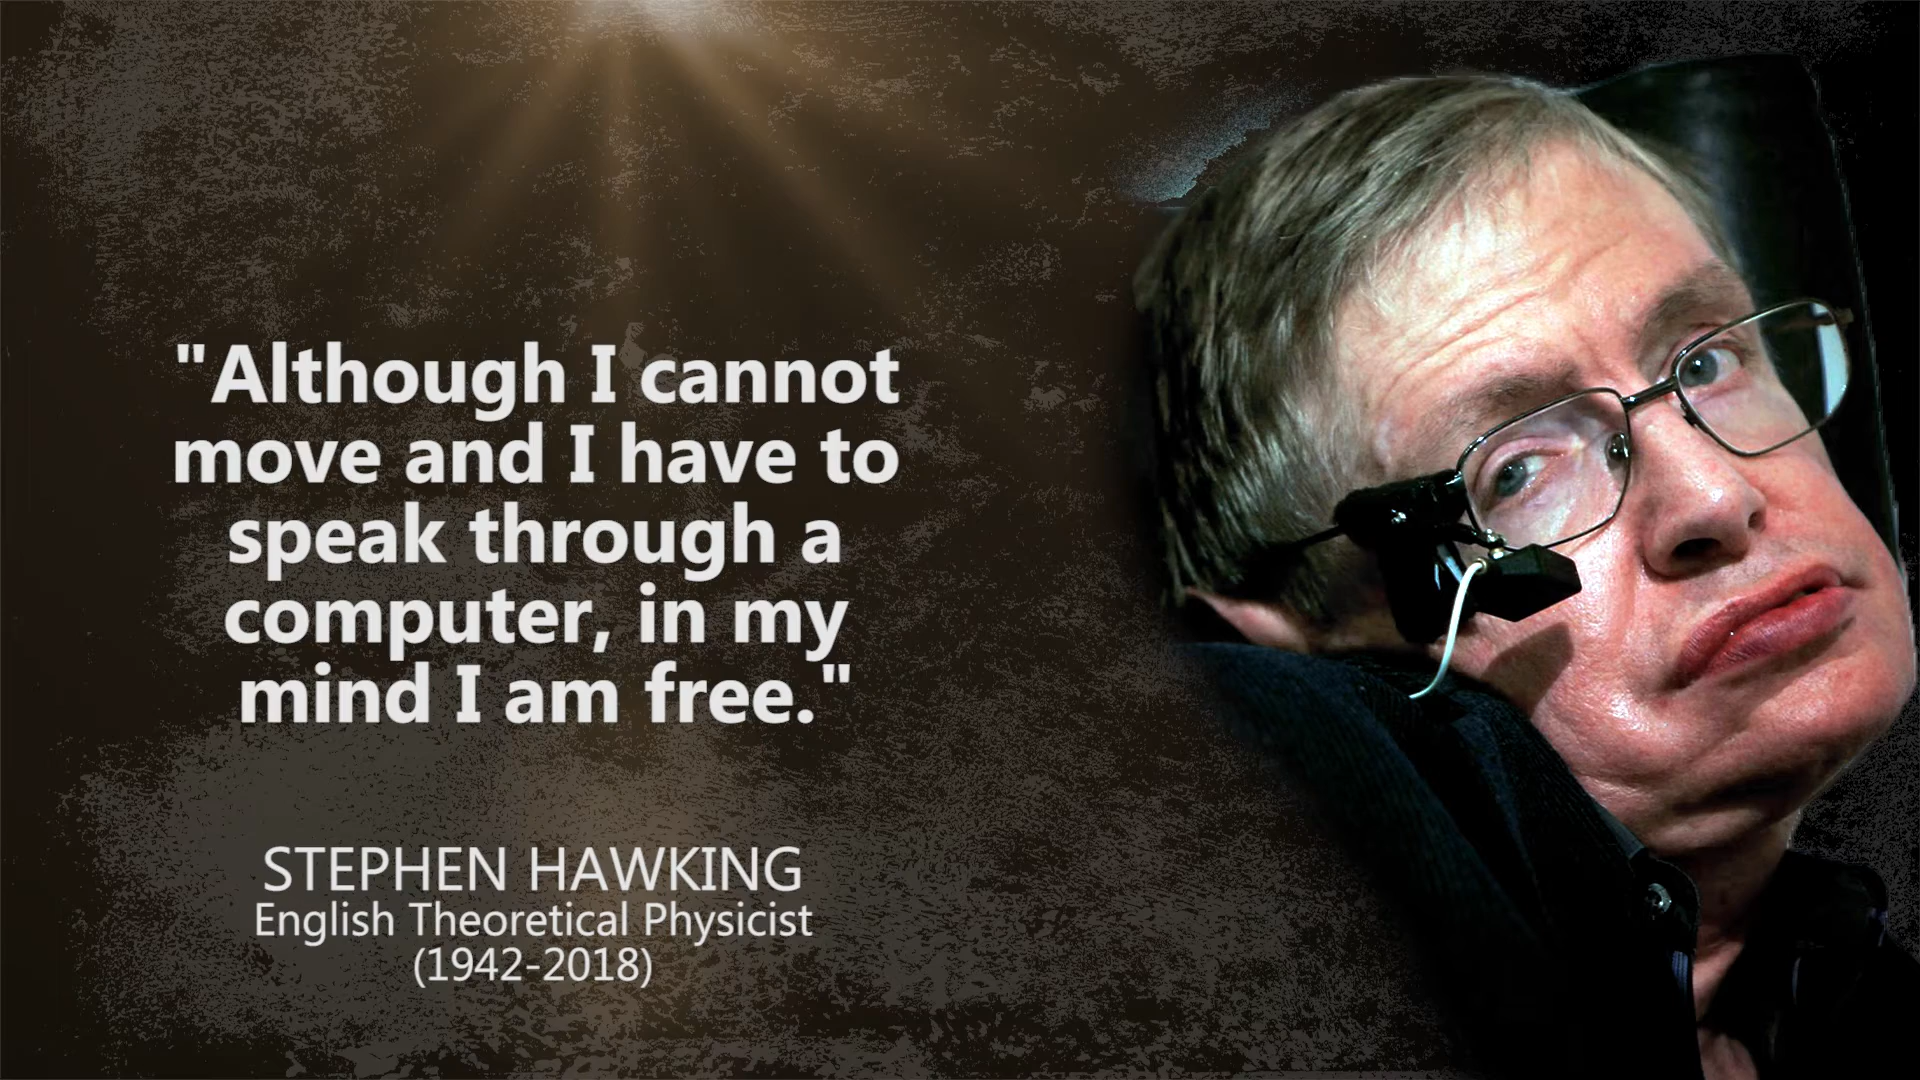 "Although I cannot
move and I have to
speak through a
computer, in my
mind I am free."
STEPHEN HAWKING
English Theoretical Physicist
(1942-2018)